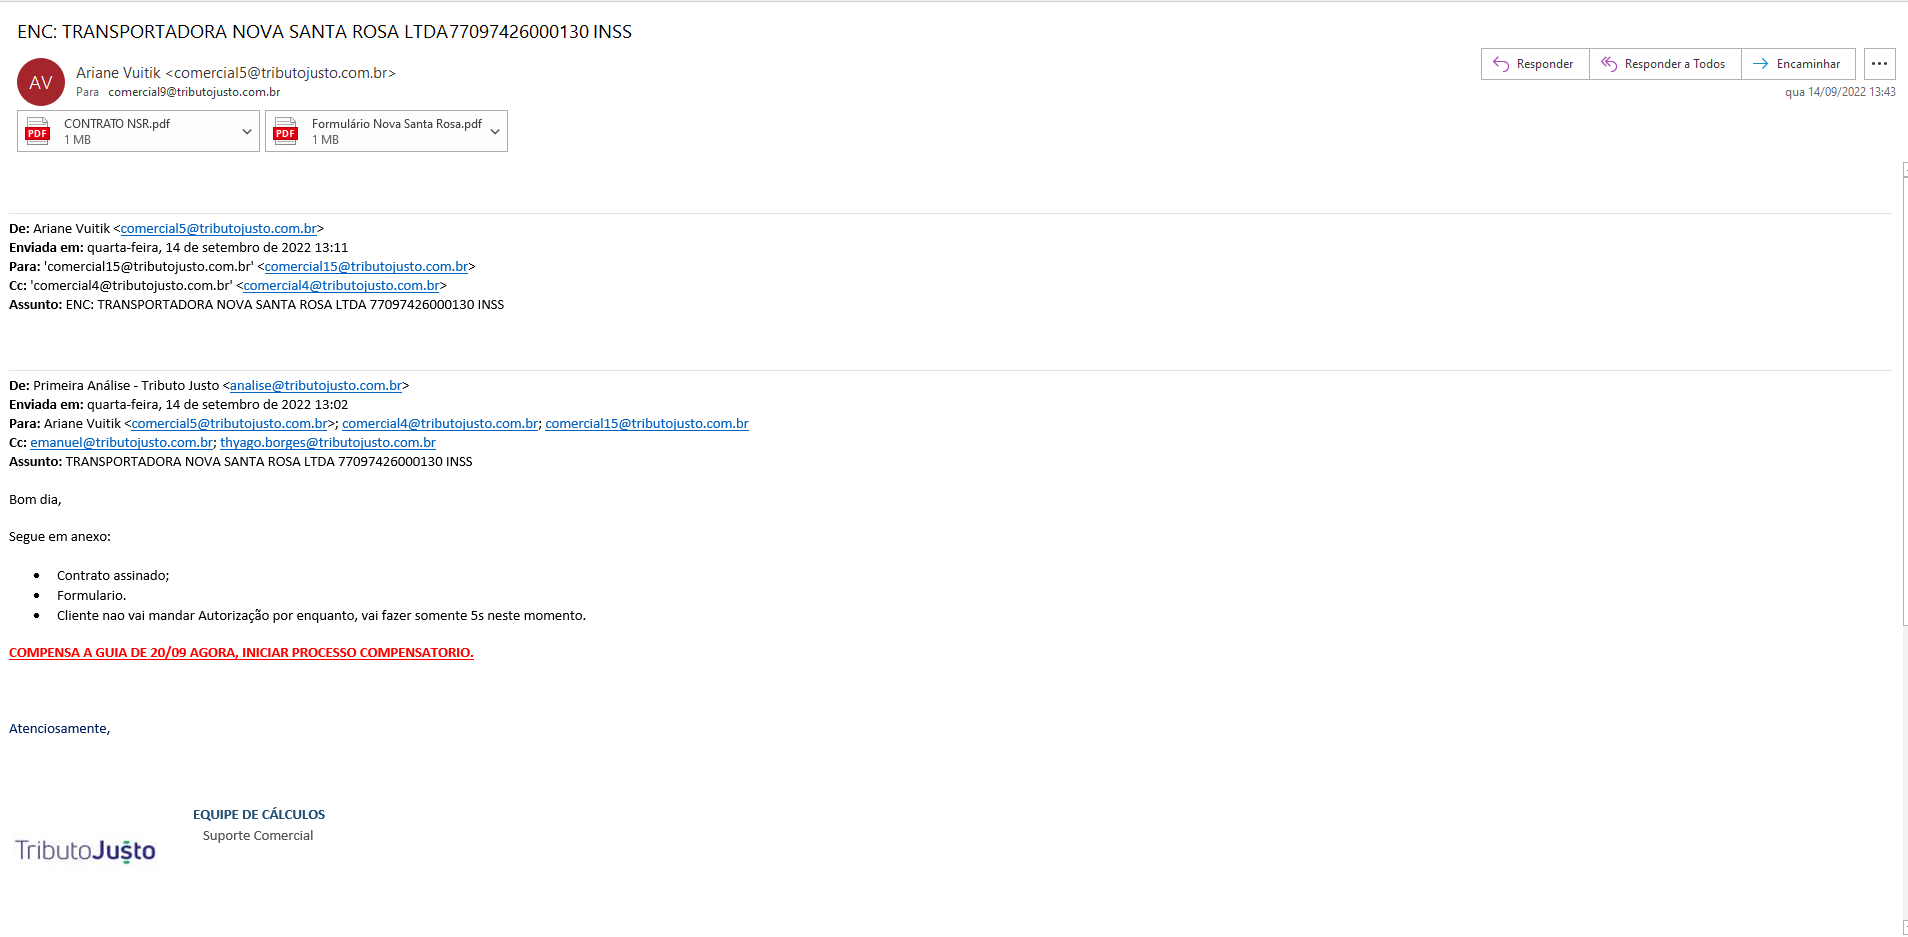 ENC: TRANSPORTADORA NOVA SANTA ROSA LTDA77097426000130 INSS
AV
Ariane Vuitik <comercial5@tributojusto.com.br>
Para comercial9@tributojusto.com.br
Responder
Responder a Todos
Encaminhar
qua 14/09/2022 13:43
PDF
CONTRATO NSR.pdf
1 MB
PDF
Formulário Nova Santa Rosa.pdf
1 MB
De: Ariane Vuitik <comercial5@tributojusto.com.br>
Enviada em: quarta-feira, 14 de setembro de 2022 13:11
Para: 'comercial15@tributojusto.com.br' <comercial15@tributojusto.com.br>
Cc: 'comercial4@tributojusto.com.br' <comercial4@tributojusto.com.br>
Assunto: ENC: TRANSPORTADORA NOVA SANTA ROSA LTDA 77097426000130 INSS
De: Primeira Análise - Tributo Justo <analise@tributojusto.com.br>
Enviada em: quarta-feira, 14 de setembro de 2022 13:02
Para: Ariane Vuitik <comercial5@tributojusto.com.br>; comercial4@tributojusto.com.br; comercial15@tributojusto.com.br
Cc: emanuel@tributojusto.com.br; thyago.borges@tributojusto.com.br
Assunto: TRANSPORTADORA NOVA SANTA ROSA LTDA 77097426000130 INSS
Bom dia,
Segue em anexo:
• Contrato assinado;
• Formulario.
• Cliente nao vai mandar Autorização por enquanto, vai fazer somente 5s neste momento.
COMPENSA A GUIA DE 20/09 AGORA, INICIAR PROCESSO COMPENSATORIO.
Atenciosamente,
EQUIPE DE CÁLCULOS
Suporte Comercial
TributoJusto